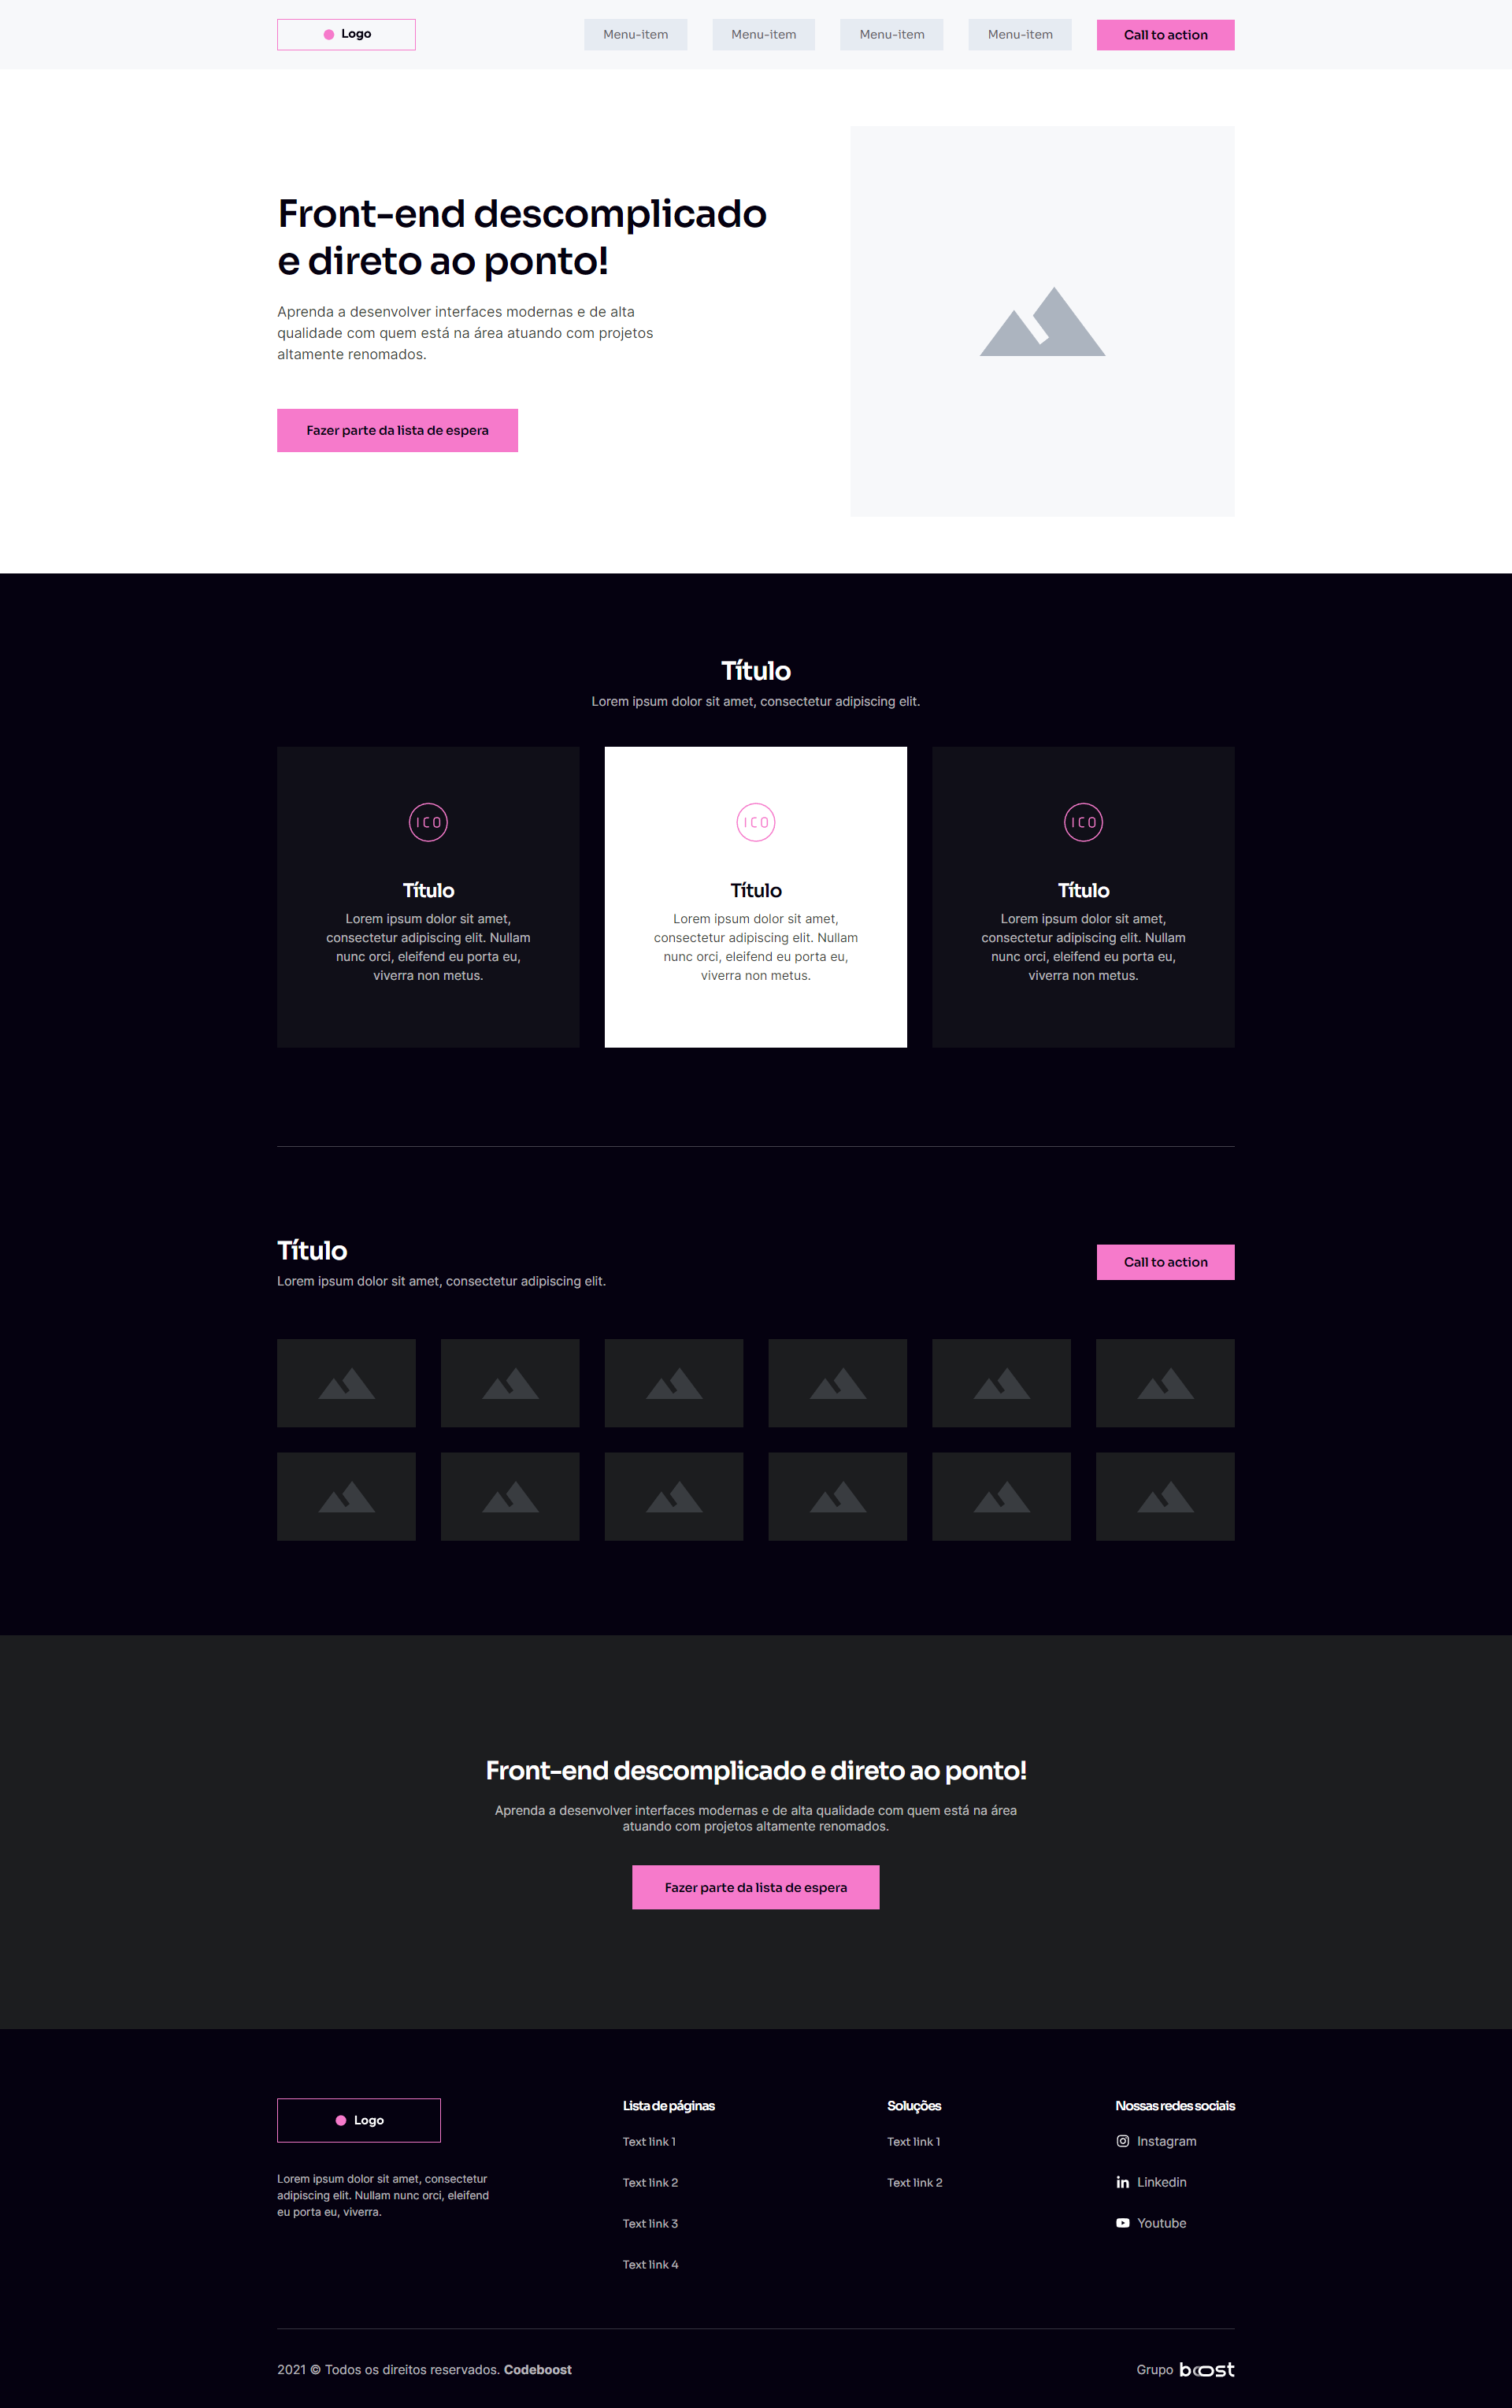 Logo
Menu-item
Menu-item
Menu-item
Menu-item
Call to action
Front-end descomplicado
e direto ao ponto!
Aprenda a desenvolver interfaces modernas e de alta
qualidade com quem está na área atuando com projetos
altamente renomados.
Fazer parte da lista de espera
Título
Lorem ipsum dolor sit amet, consectetur adipiscing elit.
ICO
Título
Lorem ipsum dolor sit amet,
consectetur adipiscing elit. Nullam
nunc orci, eleifend eu porta eu,
viverra non metus.
ICO
Título
Lorem ipsum dolor sit amet,
consectetur adipiscing elit. Nullam
nunc orci, eleifend eu porta eu,
viverra non metus.
ICO
Título
Lorem ipsum dolor sit amet,
consectetur adipiscing elit. Nullam
nunc orci, eleifend eu porta eu,
viverra non metus.
Título
Lorem ipsum dolor sit amet, consectetur adipiscing elit.
Call to action
Front-end descomplicado e direto ao ponto!
Aprenda a desenvolver interfaces modernas e de alta qualidade com quem está na área
atuando com projetos altamente renomados.
Fazer parte da lista de espera
Logo
Lorem ipsum dolor sit amet, consectetur
adipiscing elit. Nullam nunc orci, eleifend
eu porta eu, viverra.
Lista de páginas
Text link 1
Text link 2
Text link 3
Text link 4
Soluções
Text link 1
Text link 2
Nossas redes sociais
Instagram
Linkedin
Youtube
2021 © Todos os direitos reservados. Codeboost
Grupo boost